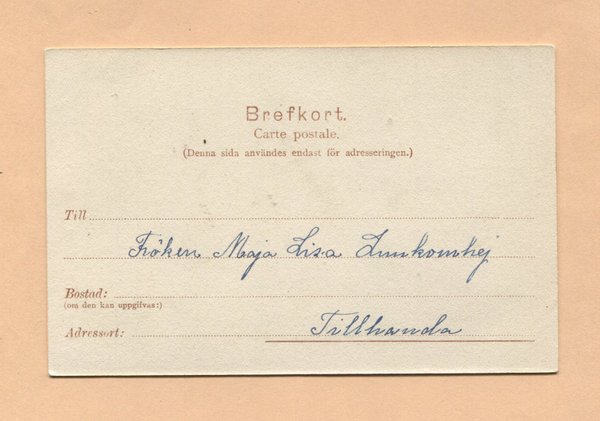 Brefkort.
Carte postale.
(Denna sida användes endast för adresseringen.)
Till
Fröken Maja Lisa
Bostad:
(om den kan uppgifvas:)
Adressort: Tillhanda